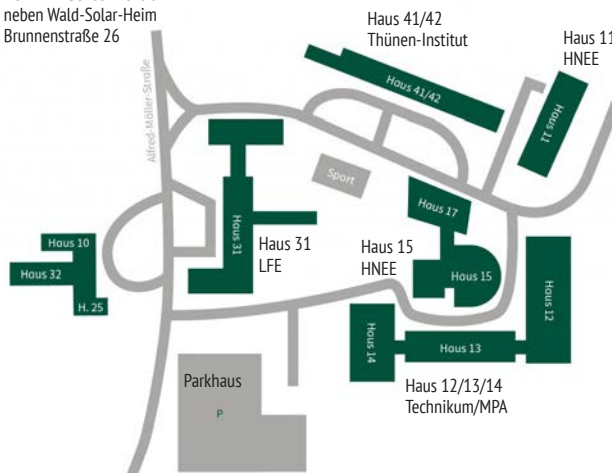 neben Wald-Solar-Heim
Brunnenstraße 26
Alfred-Möller-Straße
Haus 41/42
Thünen-Institut
Haus 41/42
Haus 11
HNEE
Haus 11
Sport
Haus 17
Haus 31
Haus 31
LFE
Haus 15
HNEE
Haus 15
Haus 10
Haus 32
H. 25
Haus 12
Haus 14
Haus 13
Haus 12/13/14
Technikum/MPA
Parkhaus
P